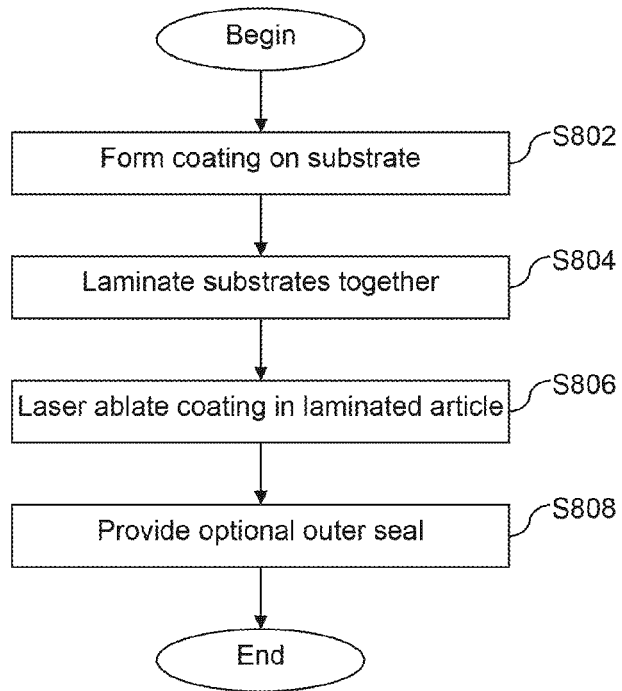 Begin
Form coating on substrate
S802
Laminate substrates together
S804
Laser ablate coating in laminated article
S806
Provide optional outer seal
S808
End